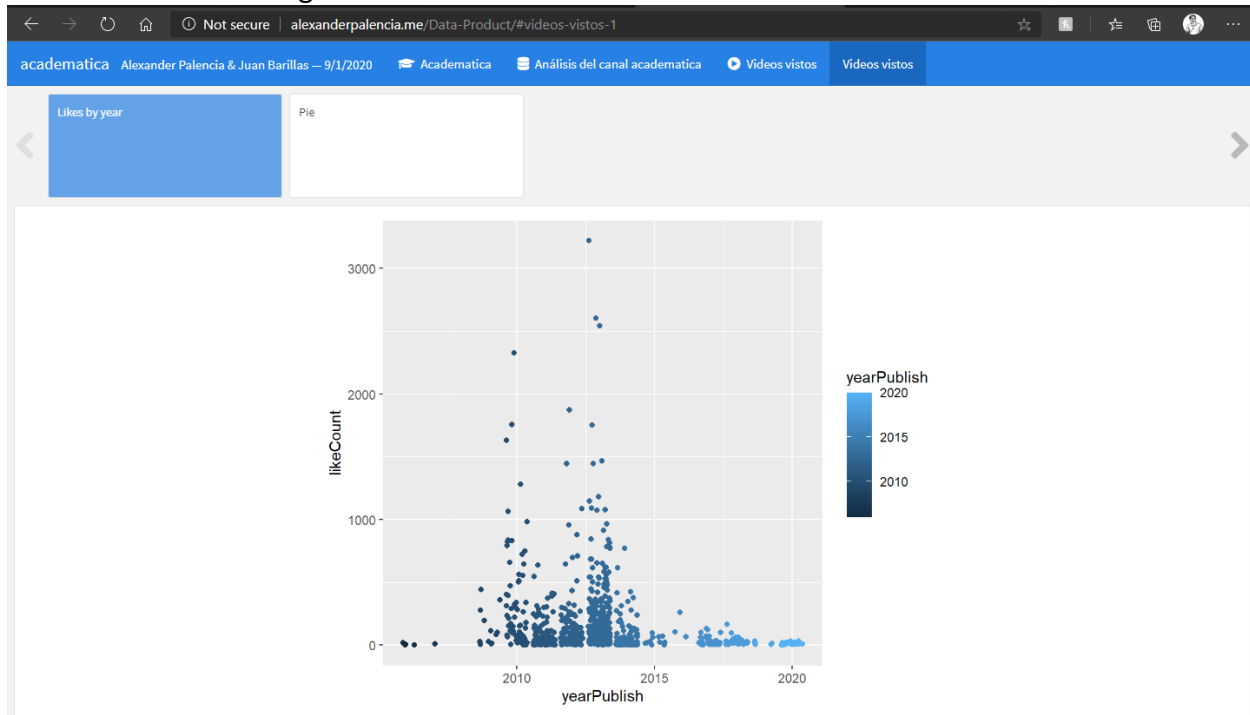 Not secure | alexanderpalencia.me/Data-Product/#videos-vistos-1
academatica Alexander Palencia & Juan Barillas — 9/1/2020 Academatica Análisis del canal academatica Videos vistos Videos vistos
Likes by year
Pie
3000
2000
1000
0
likeCount
2010 2015 2020
yearPublish
yearPublish
2020
2015
2010